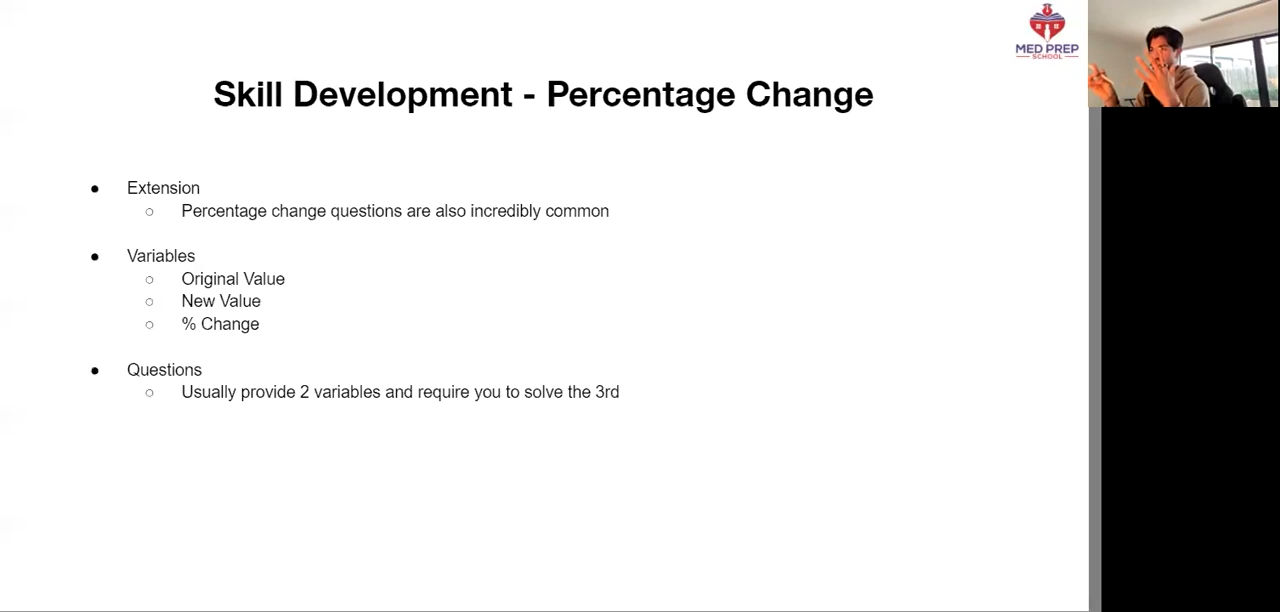 MED PREP
SCHOOL
Skill Development - Percentage Change
● Extension
○ Percentage change questions are also incredibly common
● Variables
○ Original Value
○ New Value
○ % Change
● Questions
○ Usually provide 2 variables and require you to solve the 3rd